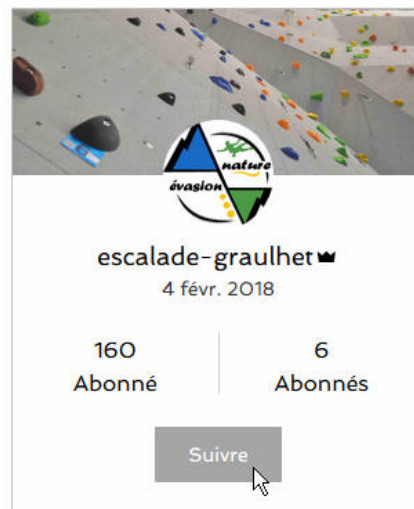 nature
évasion
escalade-graulhet
4 févr. 2018
160
Abonné
6
Abonnés
Suivre